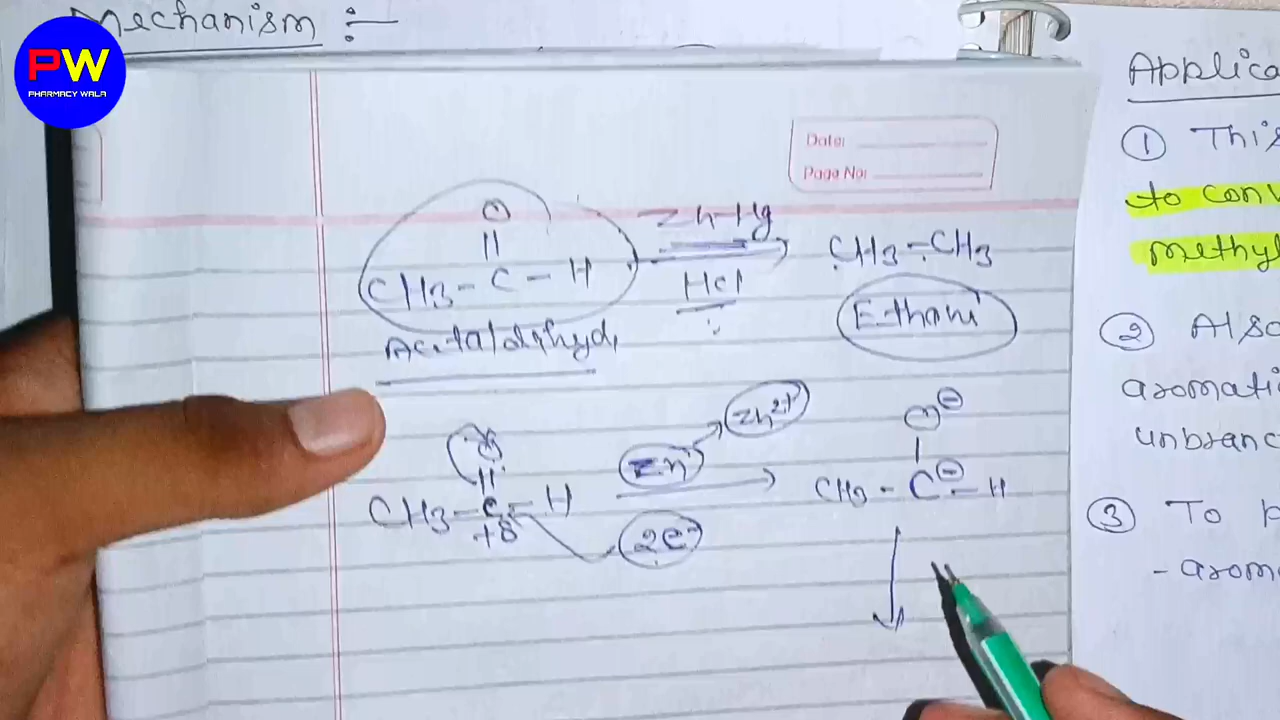 Mechanism :-
PW
PHARMACY WALA
Date:
Page No:
O
||
CH3 - C - H
Zn-Hg
HCl
CH3-CH3
Acetaldehyde
Ethane
O
||
CH3-C-H
+δ
Zn
Zn2+
2e-
O⊖
|
CH3 - C⊖ - H
Applica
① This
to conv
methyl
② Also
aromati
unbranc
③ To p
- arom